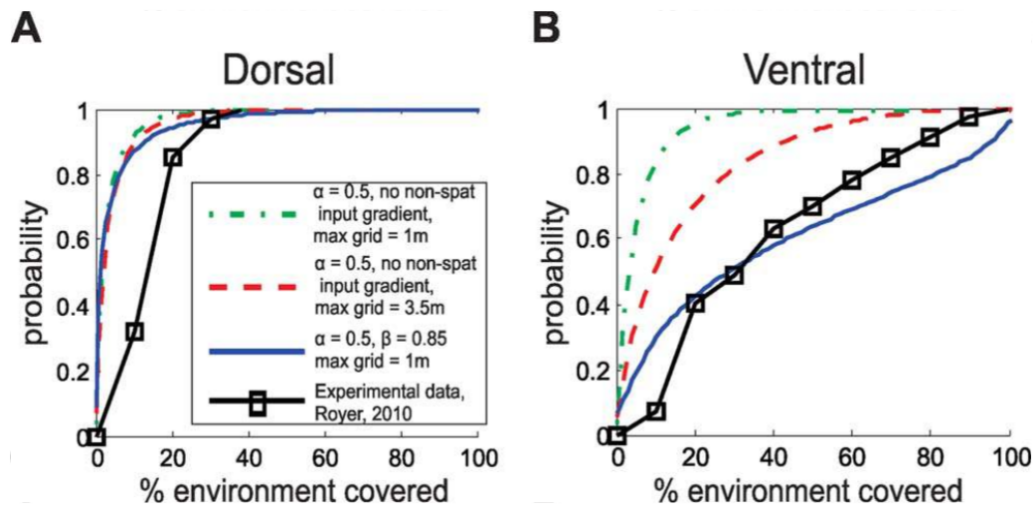 A
B
Dorsal
Ventral
probability
1
0.8
0.6
0.4
0.2
0
0 20 40 60 80 100
% environment covered
α = 0.5, no non-spat
input gradient,
max grid = 1m
α = 0.5, no non-spat
input gradient,
max grid = 3.5m
α = 0.5, β = 0.85
max grid = 1m
Experimental data,
Royer, 2010
probability
1
0.8
0.6
0.4
0.2
0
0 20 40 60 80 100
% environment covered